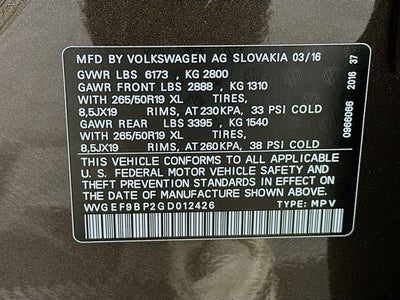 MFD BY VOLKSWAGEN AG SLOVAKIA 03/16
GVWR LBS 6173 , KG 2800
GAWR FRONT LBS 2888 , KG 1310
WITH 265/50R19 XL TIRES,
8,5JX19 RIMS, AT 230KPA, 33 PSI COLD
GAWR REAR LBS 3395 , KG 1540
WITH 265/50R19 XL TIRES,
8,5JX19 RIMS, AT 260KPA, 38 PSI COLD
THIS VEHICLE CONFORMS TO ALL APPLICABLE
U. S. FEDERAL MOTOR VEHICLE SAFETY AND
THEFT PREVENTION STANDARDS IN EFFECT ON THE
DATE OF MANUFACTURE SHOWN ABOVE.
WVGEF9BP2GD012426 TYPE: MPV
0966066 2016 37